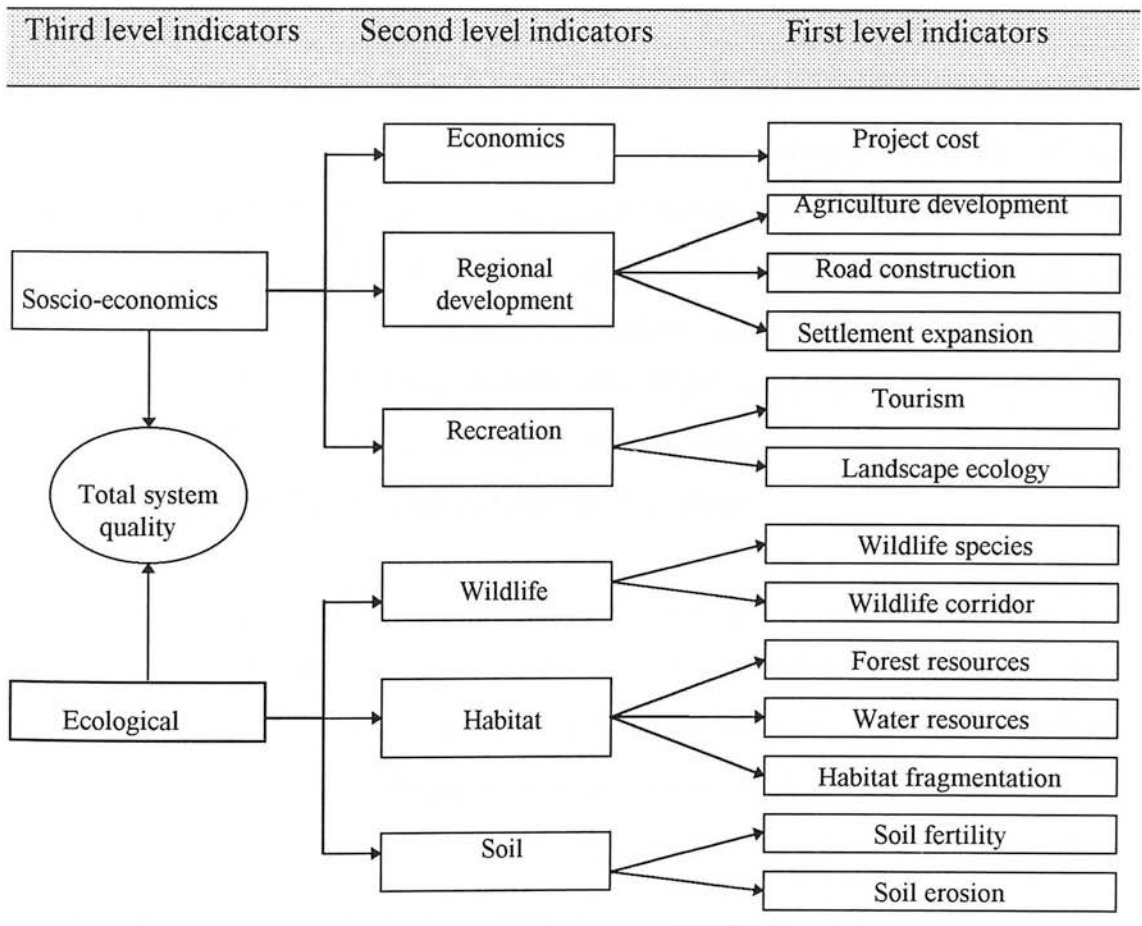 Third level indicators
Second level indicators
First level indicators
Economics
Project cost
Agriculture development
Soscio-economics
Regional
development
Road construction
Settlement expansion
Recreation
Tourism
Landscape ecology
Total system
quality
Wildlife
Wildlife species
Wildlife corridor
Ecological
Habitat
Forest resources
Water resources
Habitat fragmentation
Soil
Soil fertility
Soil erosion